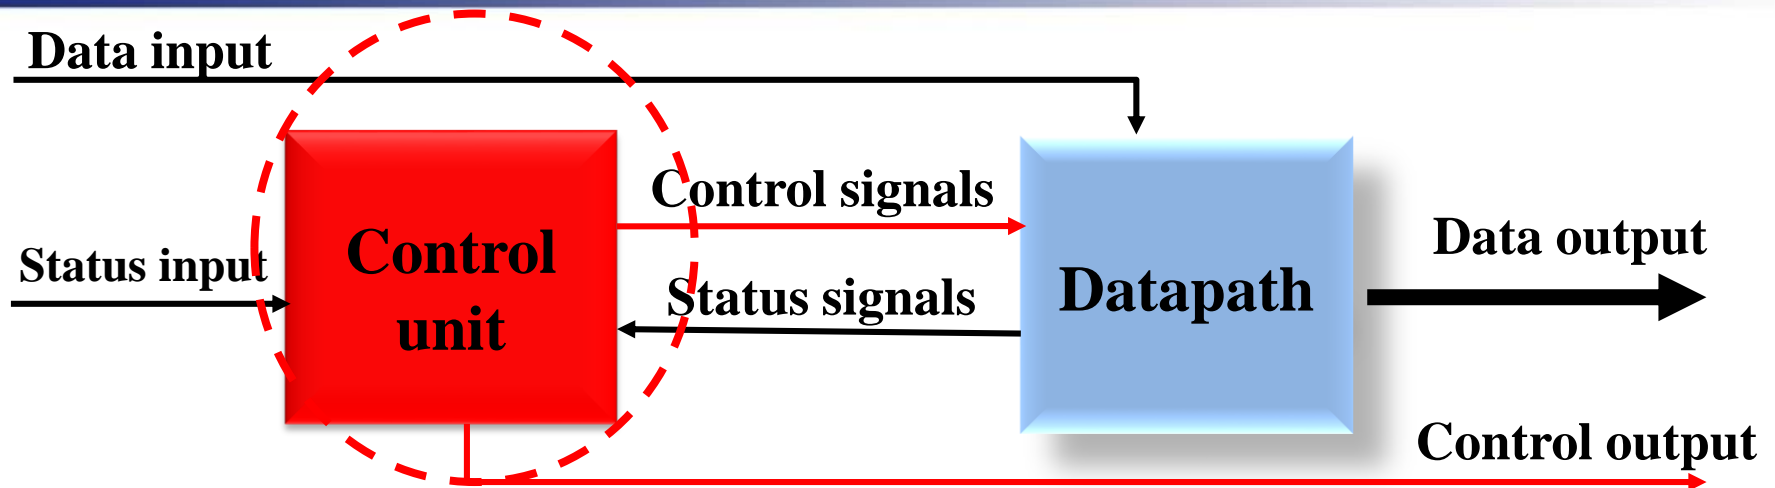 Data input
Control signals
Data output
Status input
Control
unit
Status signals
Datapath
Control output